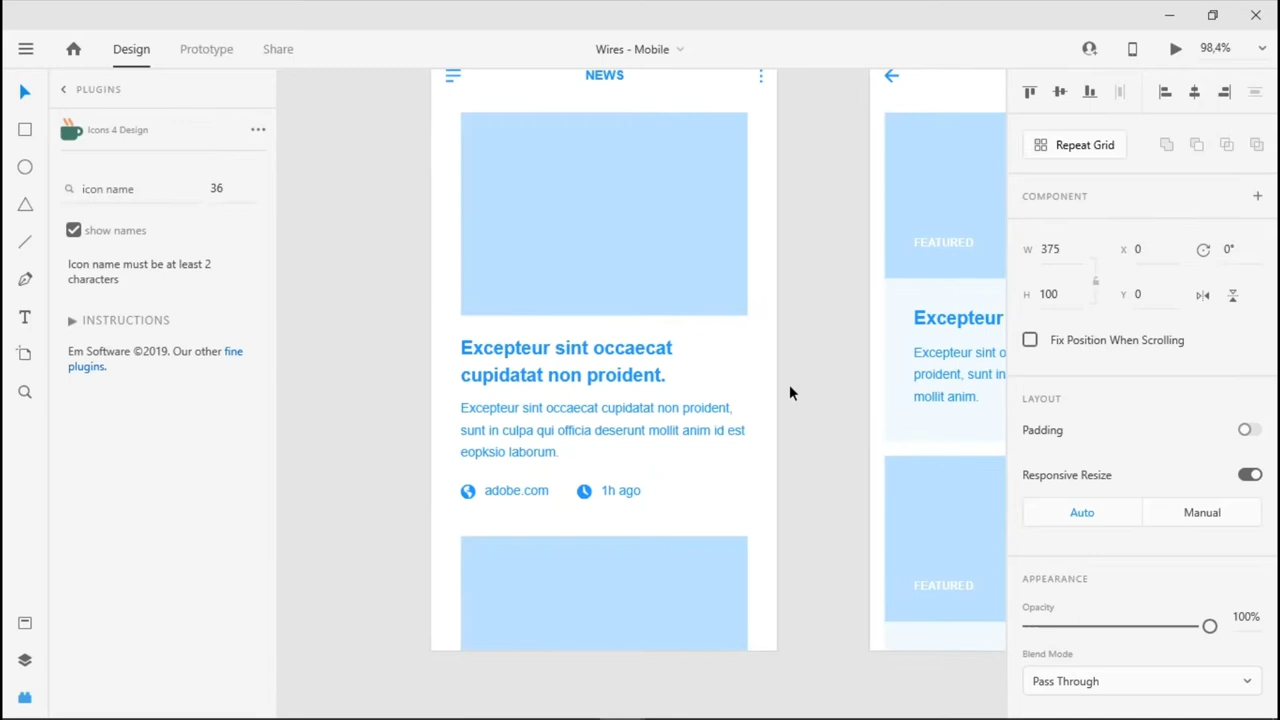 Design
Prototype
Share
Wires - Mobile
98,4%
PLUGINS
Icons 4 Design
icon name
36
show names
Icon name must be at least 2
characters
INSTRUCTIONS
Em Software ©2019. Our other fine
plugins.
NEWS
Excepteur sint occaecat
cupidatat non proident.
Excepteur sint occaecat cupidatat non proident,
sunt in culpa qui officia deserunt mollit anim id est
eopksio laborum.
adobe.com
1h ago
FEATURED
Excepteur
Excepteur sint o
proident, sunt in
mollit anim.
FEATURED
Repeat Grid
COMPONENT
W 375
X 0
0°
H 100
Y 0
Fix Position When Scrolling
LAYOUT
Padding
Responsive Resize
Auto
Manual
APPEARANCE
Opacity
100%
Blend Mode
Pass Through